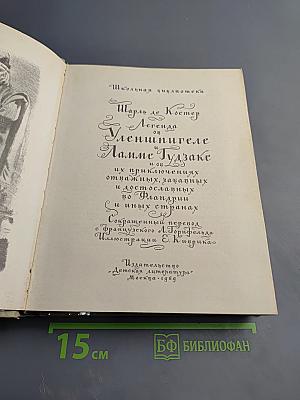 "Школьная библиотека"
Шарль де Костер
Легенда
об
Уленшпигеле
и
Ламме Гудзаке
и об
их приключениях
отважных, забавных
и достославных
во Фландрии
и иных странах
Сокращенный перевод
с французского А. Горнфельда
Иллюстрации Е. Кибрика
Издательство
"Детская литература"
Москва · 1969
15 см
БФ БИБЛИОФАН